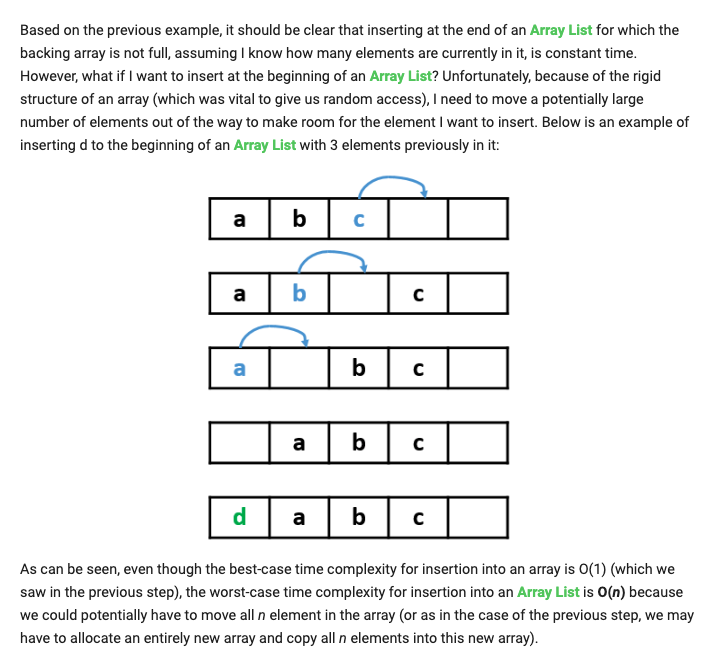 Based on the previous example, it should be clear that inserting at the end of an Array List for which the
backing array is not full, assuming I know how many elements are currently in it, is constant time.
However, what if I want to insert at the beginning of an Array List? Unfortunately, because of the rigid
structure of an array (which was vital to give us random access), I need to move a potentially large
number of elements out of the way to make room for the element I want to insert. Below is an example of
inserting d to the beginning of an Array List with 3 elements previously in it:
a b c
a b c
a b c
a b c
d a b c
As can be seen, even though the best-case time complexity for insertion into an array is O(1) (which we
saw in the previous step), the worst-case time complexity for insertion into an Array List is O(n) because
we could potentially have to move all n element in the array (or as in the case of the previous step, we may
have to allocate an entirely new array and copy all n elements into this new array).